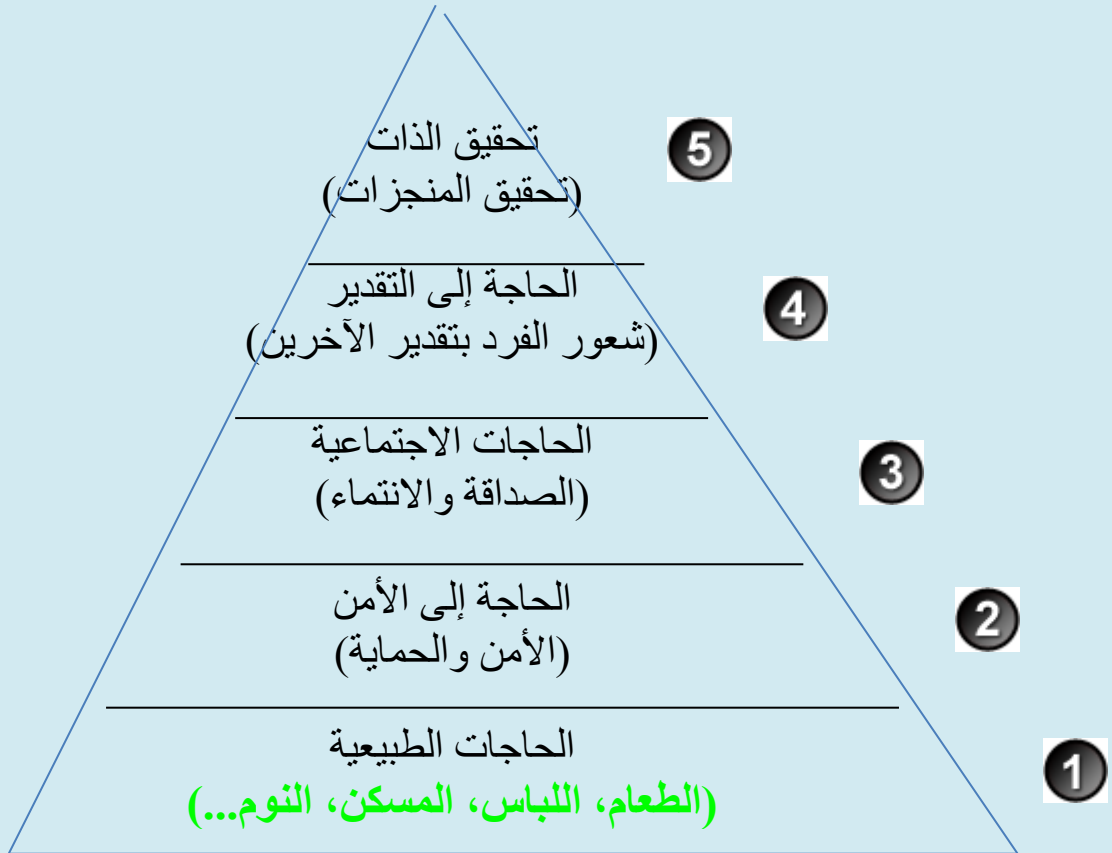 تحقيق الذات
(تحقيق المنجزات)
5
الحاجة إلى التقدير
(شعور الفرد بتقدير الآخرين)
4
الحاجات الاجتماعية
(الصداقة والانتماء)
3
الحاجة إلى الأمن
(الأمن والحماية)
2
الحاجات الطبيعية
(الطعام، اللباس، المسكن، النوم...)
1